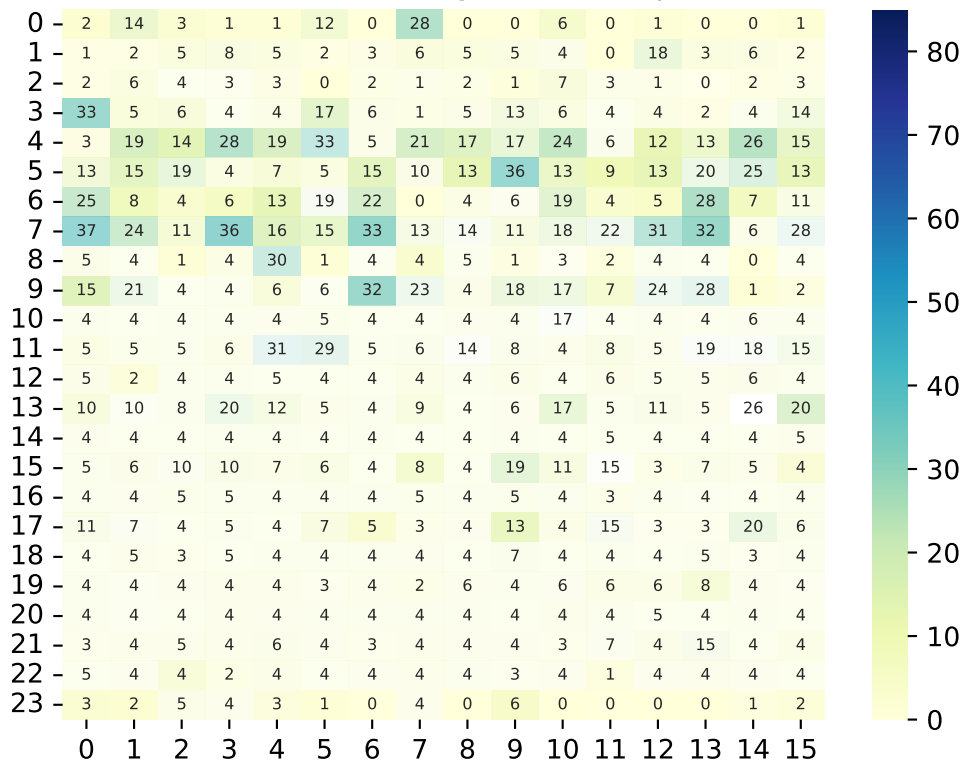 0 2 14 3 1 1 12 0 28 0 0 6 0 1 0 0 1
1 1 2 5 8 5 2 3 6 5 5 4 0 18 3 6 2
2 2 6 4 3 3 0 2 1 2 1 7 3 1 0 2 3
3 33 5 6 4 4 17 6 1 5 13 6 4 4 2 4 14
4 3 19 14 28 19 33 5 21 17 17 24 6 12 13 26 15
5 13 15 19 4 7 5 15 10 13 36 13 9 13 20 25 13
6 25 8 4 6 13 19 22 0 4 6 19 4 5 28 7 11
7 37 24 11 36 16 15 33 13 14 11 18 22 31 32 6 28
8 5 4 1 4 30 1 4 4 5 1 3 2 4 4 0 4
9 15 21 4 4 6 6 32 23 4 18 17 7 24 28 1 2
10 4 4 4 4 5 4 4 4 4 4 17 4 4 4 6 4
11 5 5 5 6 31 29 5 6 14 8 4 8 5 19 18 15
12 5 2 4 4 5 4 4 4 4 6 4 6 5 5 6 4
13 10 10 8 20 12 5 4 9 4 6 17 5 11 5 26 20
14 4 4 4 4 4 4 4 4 4 4 4 5 4 4 4 5
15 5 6 10 10 7 6 4 8 4 19 11 15 3 7 5 4
16 4 4 5 5 4 4 4 5 4 5 4 3 4 4 4 4
17 11 7 4 5 4 7 5 3 4 13 4 15 3 3 20 6
18 4 5 3 5 4 4 4 4 4 7 4 4 4 5 3 4
19 4 4 4 4 4 3 4 2 6 4 6 6 6 8 4 4
20 4 4 4 4 4 4 4 4 4 4 4 4 5 4 4 4
21 3 4 5 4 6 4 3 4 4 4 3 7 4 15 4 4
22 5 4 4 2 4 4 4 4 4 3 4 1 4 4 4 4
23 3 2 5 4 3 1 0 4 0 6 0 0 0 0 1 2
0 1 2 3 4 5 6 7 8 9 10 11 12 13 14 15
80
70
60
50
40
30
20
10
0